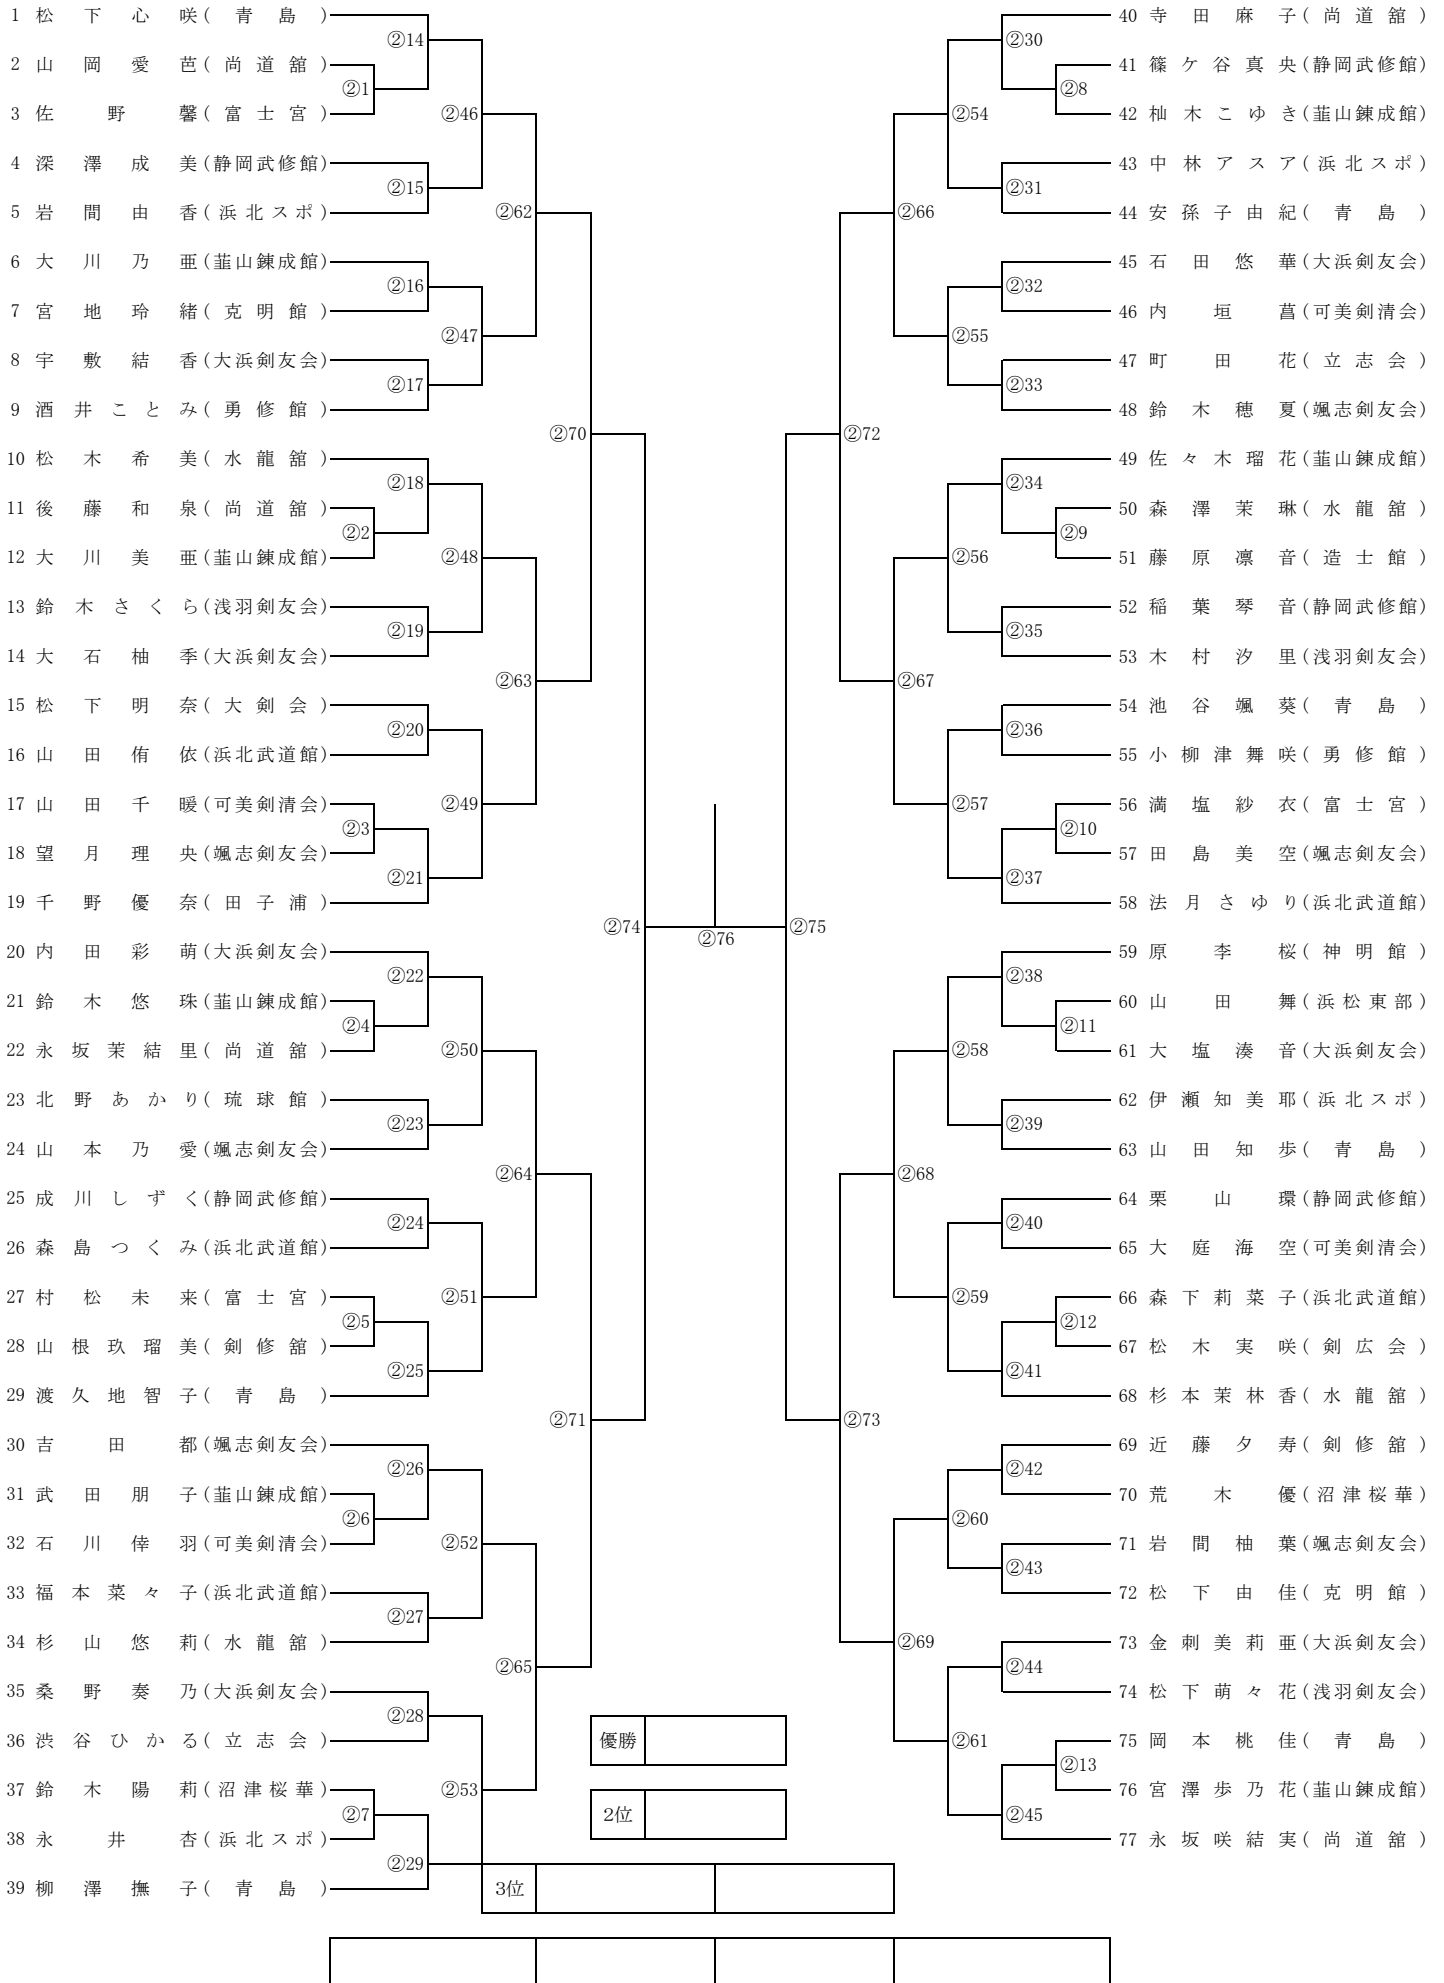 1 松下心咲(青島)
2 山岡愛芭(尚道舘)
3 佐野馨(富士宮)
4 深澤成美(静岡武修館)
5 岩間由香(浜北スポ)
6 大川乃亜(韮山錬成館)
7 宮地玲緒(克明館)
8 宇敷結香(大浜剣友会)
9 酒井ことみ(勇修館)
10 松木希美(水龍舘)
11 後藤和泉(尚道舘)
12 大川美亜(韮山錬成館)
13 鈴木さくら(浅羽剣友会)
14 大石柚季(大浜剣友会)
15 松下明奈(大剣会)
16 山田侑依(浜北武道館)
17 山田千暖(可美剣清会)
18 望月理央(颯志剣友会)
19 千野優奈(田子浦)
20 内田彩萌(大浜剣友会)
21 鈴木悠珠(韮山錬成館)
22 永坂茉結里(尚道舘)
23 北野あかり(琉球館)
24 山本乃愛(颯志剣友会)
25 成川しずく(静岡武修館)
26 森島つくみ(浜北武道館)
27 村松未来(富士宮)
28 山根玖瑠美(剣修舘)
29 渡久地智子(青島)
30 吉田都(颯志剣友会)
31 武田朋子(韮山錬成館)
32 石川倖羽(可美剣清会)
33 福本菜々子(浜北武道館)
34 杉山悠莉(水龍舘)
35 桑野奏乃(大浜剣友会)
36 渋谷ひかる(立志会)
37 鈴木陽莉(沼津桜華)
38 永井杏(浜北スポ)
39 柳澤撫子(青島)
②1
②2
②3
②4
②5
②6
②7
②14
②15
②16
②17
②18
②19
②20
②21
②22
②23
②24
②25
②26
②27
②28
②29
②46
②47
②48
②49
②50
②51
②52
②53
②62
②63
②64
②65
②70
②71
②74
②76
②75
②72
②73
②66
②67
②68
②69
②54
②55
②56
②57
②58
②59
②60
②61
②30
②31
②32
②33
②34
②35
②36
②37
②38
②39
②40
②41
②42
②43
②44
②45
②8
②9
②10
②11
②12
②13
40 寺田麻子(尚道舘)
41 篠ケ谷真央(静岡武修館)
42 杣木こゆき(韮山錬成館)
43 中林アスア(浜北スポ)
44 安孫子由紀(青島)
45 石田悠華(大浜剣友会)
46 内垣菖(可美剣清会)
47 町田花(立志会)
48 鈴木穂夏(颯志剣友会)
49 佐々木瑠花(韮山錬成館)
50 森澤茉琳(水龍舘)
51 藤原凛音(造士館)
52 稲葉琴音(静岡武修館)
53 木村汐里(浅羽剣友会)
54 池谷颯葵(青島)
55 小柳津舞咲(勇修館)
56 満塩紗衣(富士宮)
57 田島美空(颯志剣友会)
58 法月さゆり(浜北武道館)
59 原李桜(神明館)
60 山田舞(浜松東部)
61 大塩湊音(大浜剣友会)
62 伊瀬知美耶(浜北スポ)
63 山田知歩(青島)
64 栗山環(静岡武修館)
65 大庭海空(可美剣清会)
66 森下莉菜子(浜北武道館)
67 松木実咲(剣広会)
68 杉本茉林香(水龍舘)
69 近藤夕寿(剣修舘)
70 荒木優(沼津桜華)
71 岩間柚葉(颯志剣友会)
72 松下由佳(克明館)
73 金刺美莉亜(大浜剣友会)
74 松下萌々花(浅羽剣友会)
75 岡本桃佳(青島)
76 宮澤歩乃花(韮山錬成館)
77 永坂咲結実(尚道舘)
優勝
2位
3位